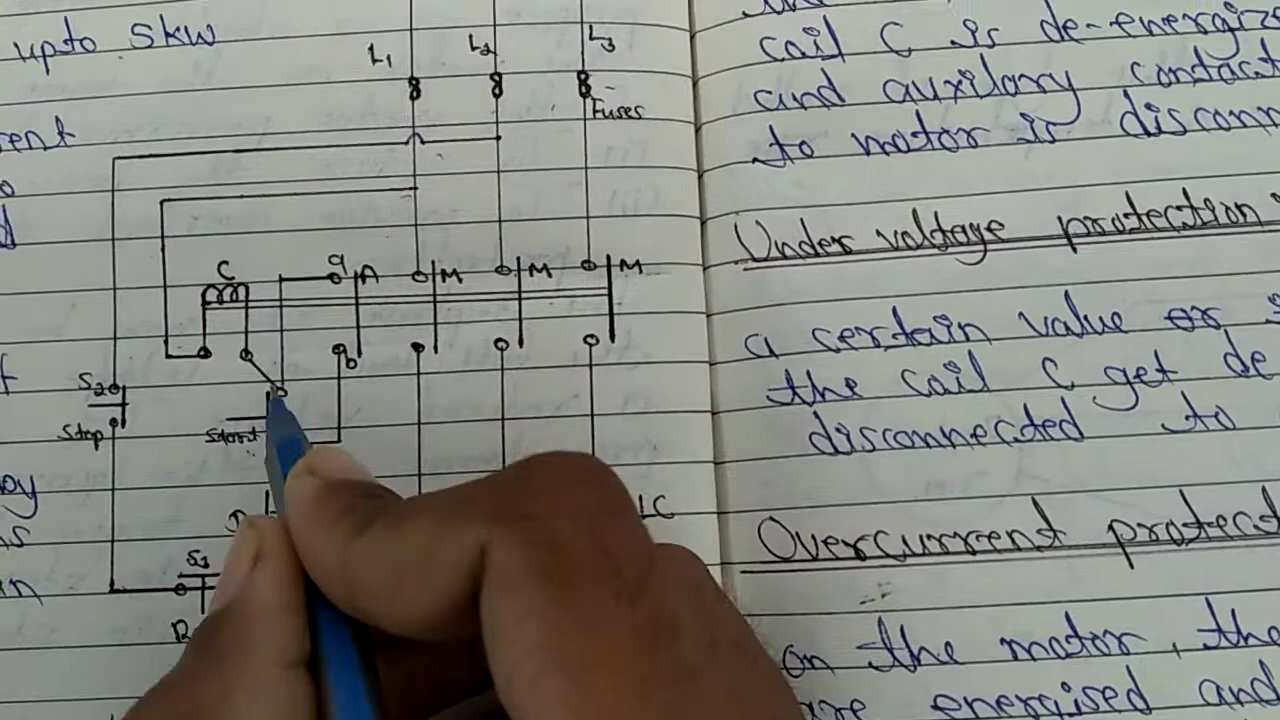 upto 5kw
L1 L2 L3
Fuses
C a A M M M
b
S2
Stop
Start
S1
coil C is de-energize
and auxilary contact
to motor is disconn
Under voltage protection
a certain value or
the coil C get de
disconnected to
Overcurrent protect
on the motor, the
are energised and